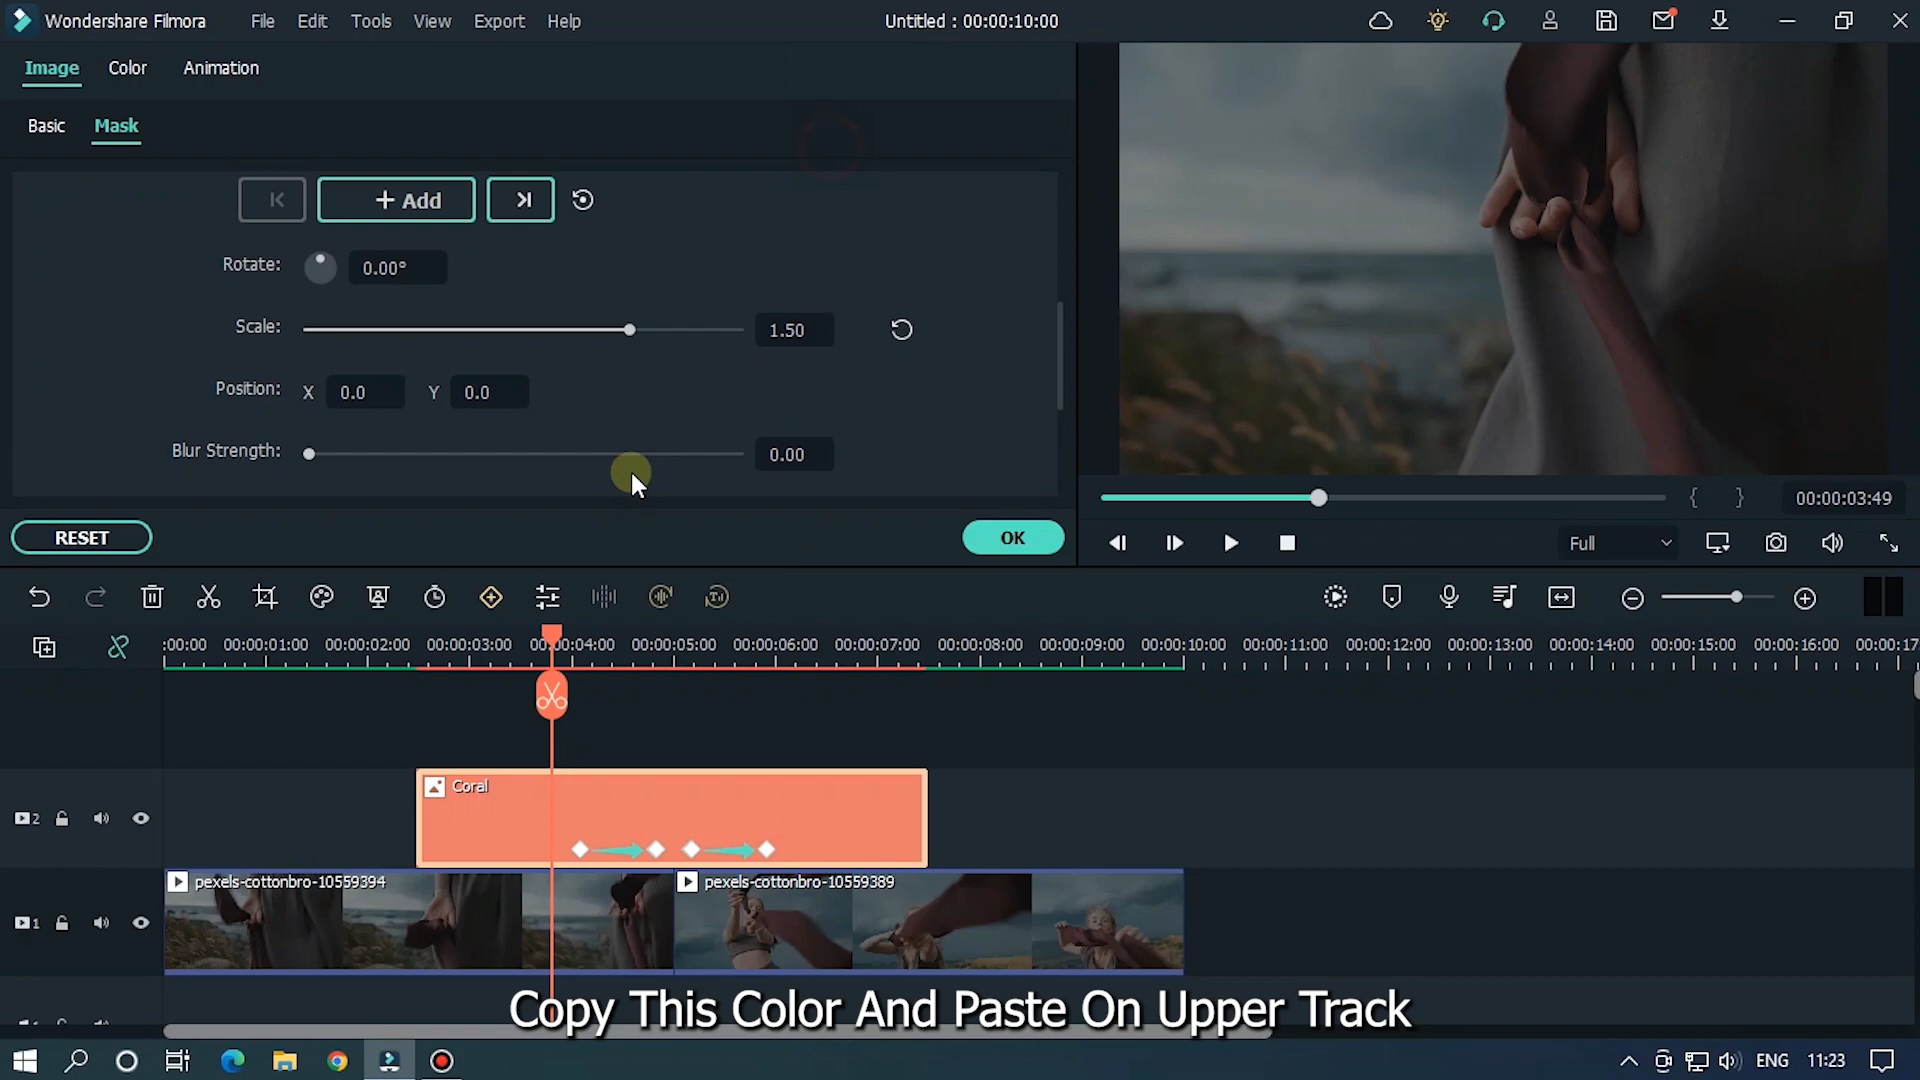 Wondershare Filmora File Edit Tools View Export Help Untitled : 00:00:10:00
Image Color Animation
Basic Mask
+ Add
Rotate: 0.00°
Scale: 1.50
Position: X 0.0 Y 0.0
Blur Strength: 0.00
00:00:03:49
RESET OK
Full
:00:00 00:00:01:00 00:00:02:00 00:00:03:00 00:00:04:00 00:00:05:00 00:00:06:00 00:00:07:00 00:00:08:00 00:00:09:00 00:00:10:00 00:00:11:00 00:00:12:00 00:00:13:00 00:00:14:00 00:00:15:00 00:00:16:00 00:00:17
Coral
2
pexels-cottonbro-10559394 pexels-cottonbro-10559389
1
Copy This Color And Paste On Upper Track
ENG 11:23